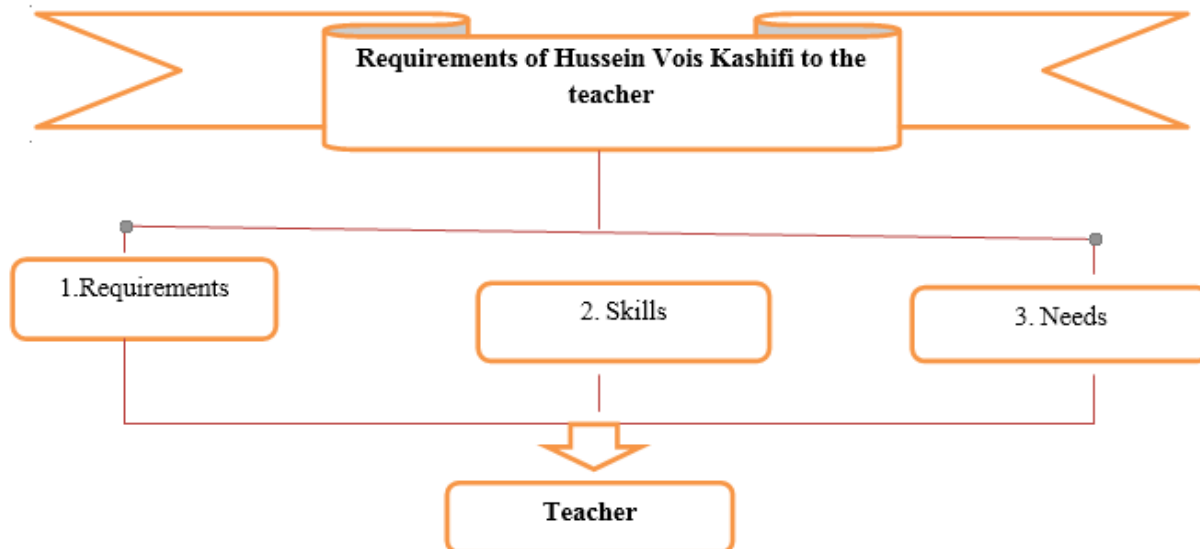 Requirements of Hussein Vois Kashifi to the
teacher
1.Requirements
2. Skills
3. Needs
Teacher